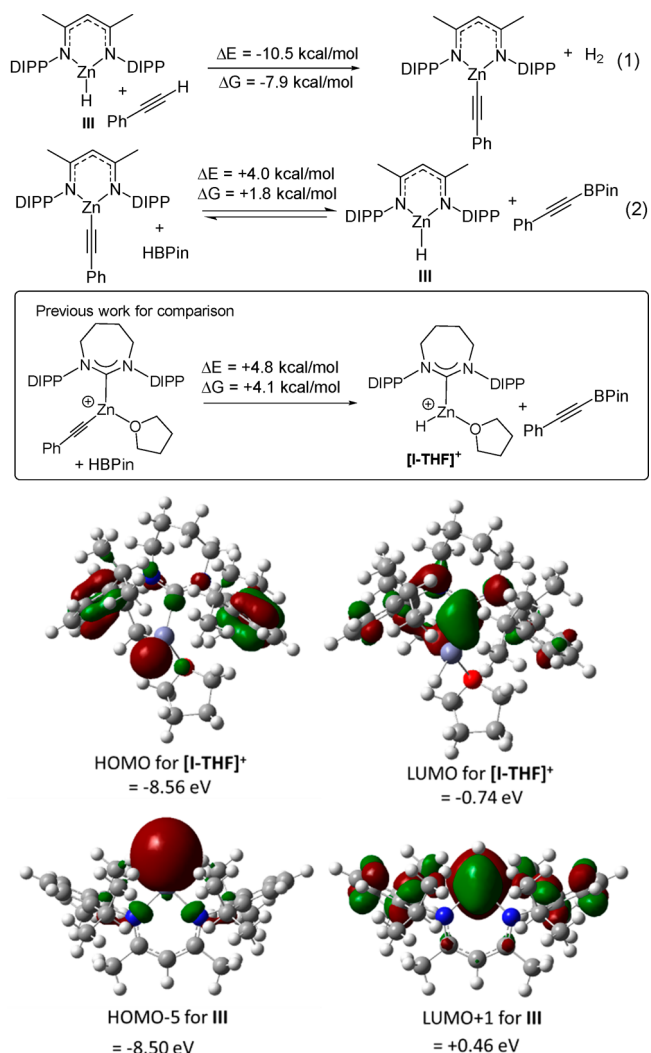 N N
DIPP Zn DIPP
H
III
+
Ph H
ΔE = -10.5 kcal/mol
ΔG = -7.9 kcal/mol
N N
DIPP Zn DIPP
Ph
+ H2 (1)
N N
DIPP Zn DIPP
Ph
+
HBPin
ΔE = +4.0 kcal/mol
ΔG = +1.8 kcal/mol
N N
DIPP Zn DIPP
H
III
+
Ph BPin
(2)
Previous work for comparison
N N
DIPP DIPP
⊕
Zn
O
Ph
+ HBPin
ΔE = +4.8 kcal/mol
ΔG = +4.1 kcal/mol
N N
DIPP DIPP
⊕
Zn
H O
[I-THF]+
+
Ph BPin
HOMO for [I-THF]+
= -8.56 eV
LUMO for [I-THF]+
= -0.74 eV
HOMO-5 for III
= -8.50 eV
LUMO+1 for III
= +0.46 eV